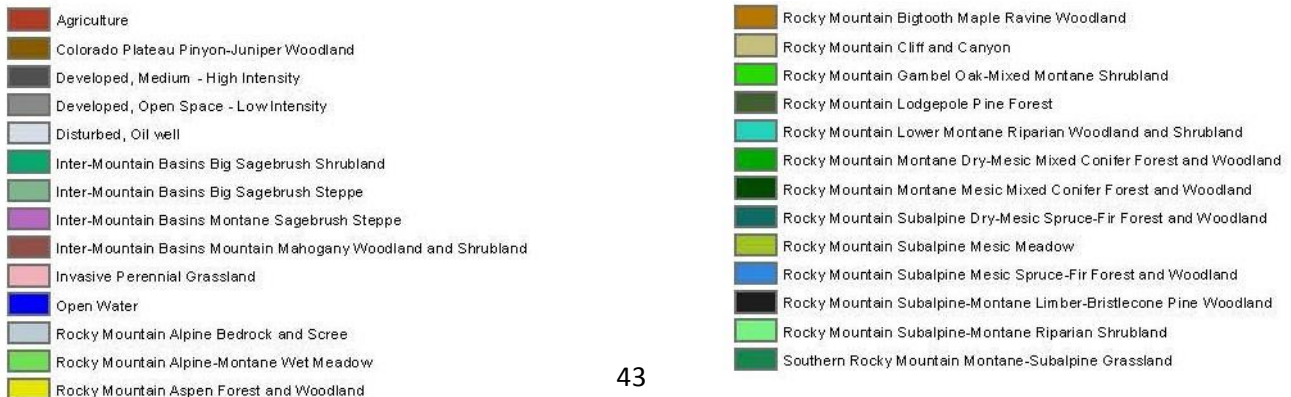 Agriculture
Colorado Plateau Pinyon-Juniper Woodland
Developed, Medium - High Intensity
Developed, Open Space - Low Intensity
Disturbed, Oil well
Inter-Mountain Basins Big Sagebrush Shrubland
Inter-Mountain Basins Big Sagebrush Steppe
Inter-Mountain Basins Montane Sagebrush Steppe
Inter-Mountain Basins Mountain Mahogany Woodland and Shrubland
Invasive Perennial Grassland
Open Water
Rocky Mountain Alpine Bedrock and Scree
Rocky Mountain Alpine-Montane Wet Meadow
Rocky Mountain Aspen Forest and Woodland
Rocky Mountain Bigtooth Maple Ravine Woodland
Rocky Mountain Cliff and Canyon
Rocky Mountain Gambel Oak-Mixed Montane Shrubland
Rocky Mountain Lodgepole Pine Forest
Rocky Mountain Lower Montane Riparian Woodland and Shrubland
Rocky Mountain Montane Dry-Mesic Mixed Conifer Forest and Woodland
Rocky Mountain Montane Mesic Mixed Conifer Forest and Woodland
Rocky Mountain Subalpine Dry-Mesic Spruce-Fir Forest and Woodland
Rocky Mountain Subalpine Mesic Meadow
Rocky Mountain Subalpine Mesic Spruce-Fir Forest and Woodland
Rocky Mountain Subalpine-Montane Limber-Bristlecone Pine Woodland
Rocky Mountain Subalpine-Montane Riparian Shrubland
Southern Rocky Mountain Montane-Subalpine Grassland
43